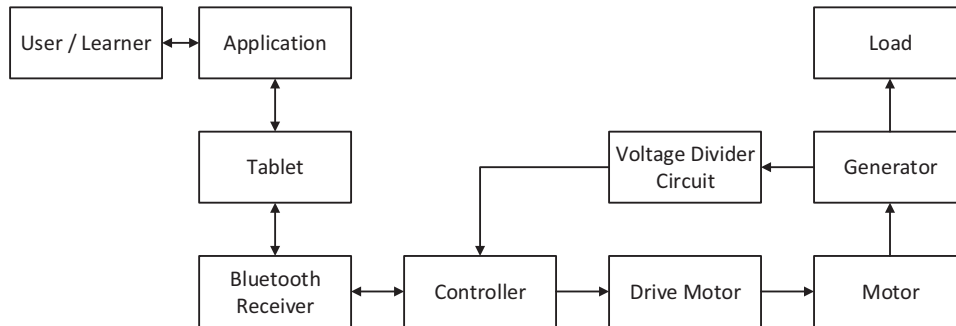 User / Learner
Application
Load
Tablet
Voltage Divider
Circuit
Generator
Bluetooth
Receiver
Controller
Drive Motor
Motor